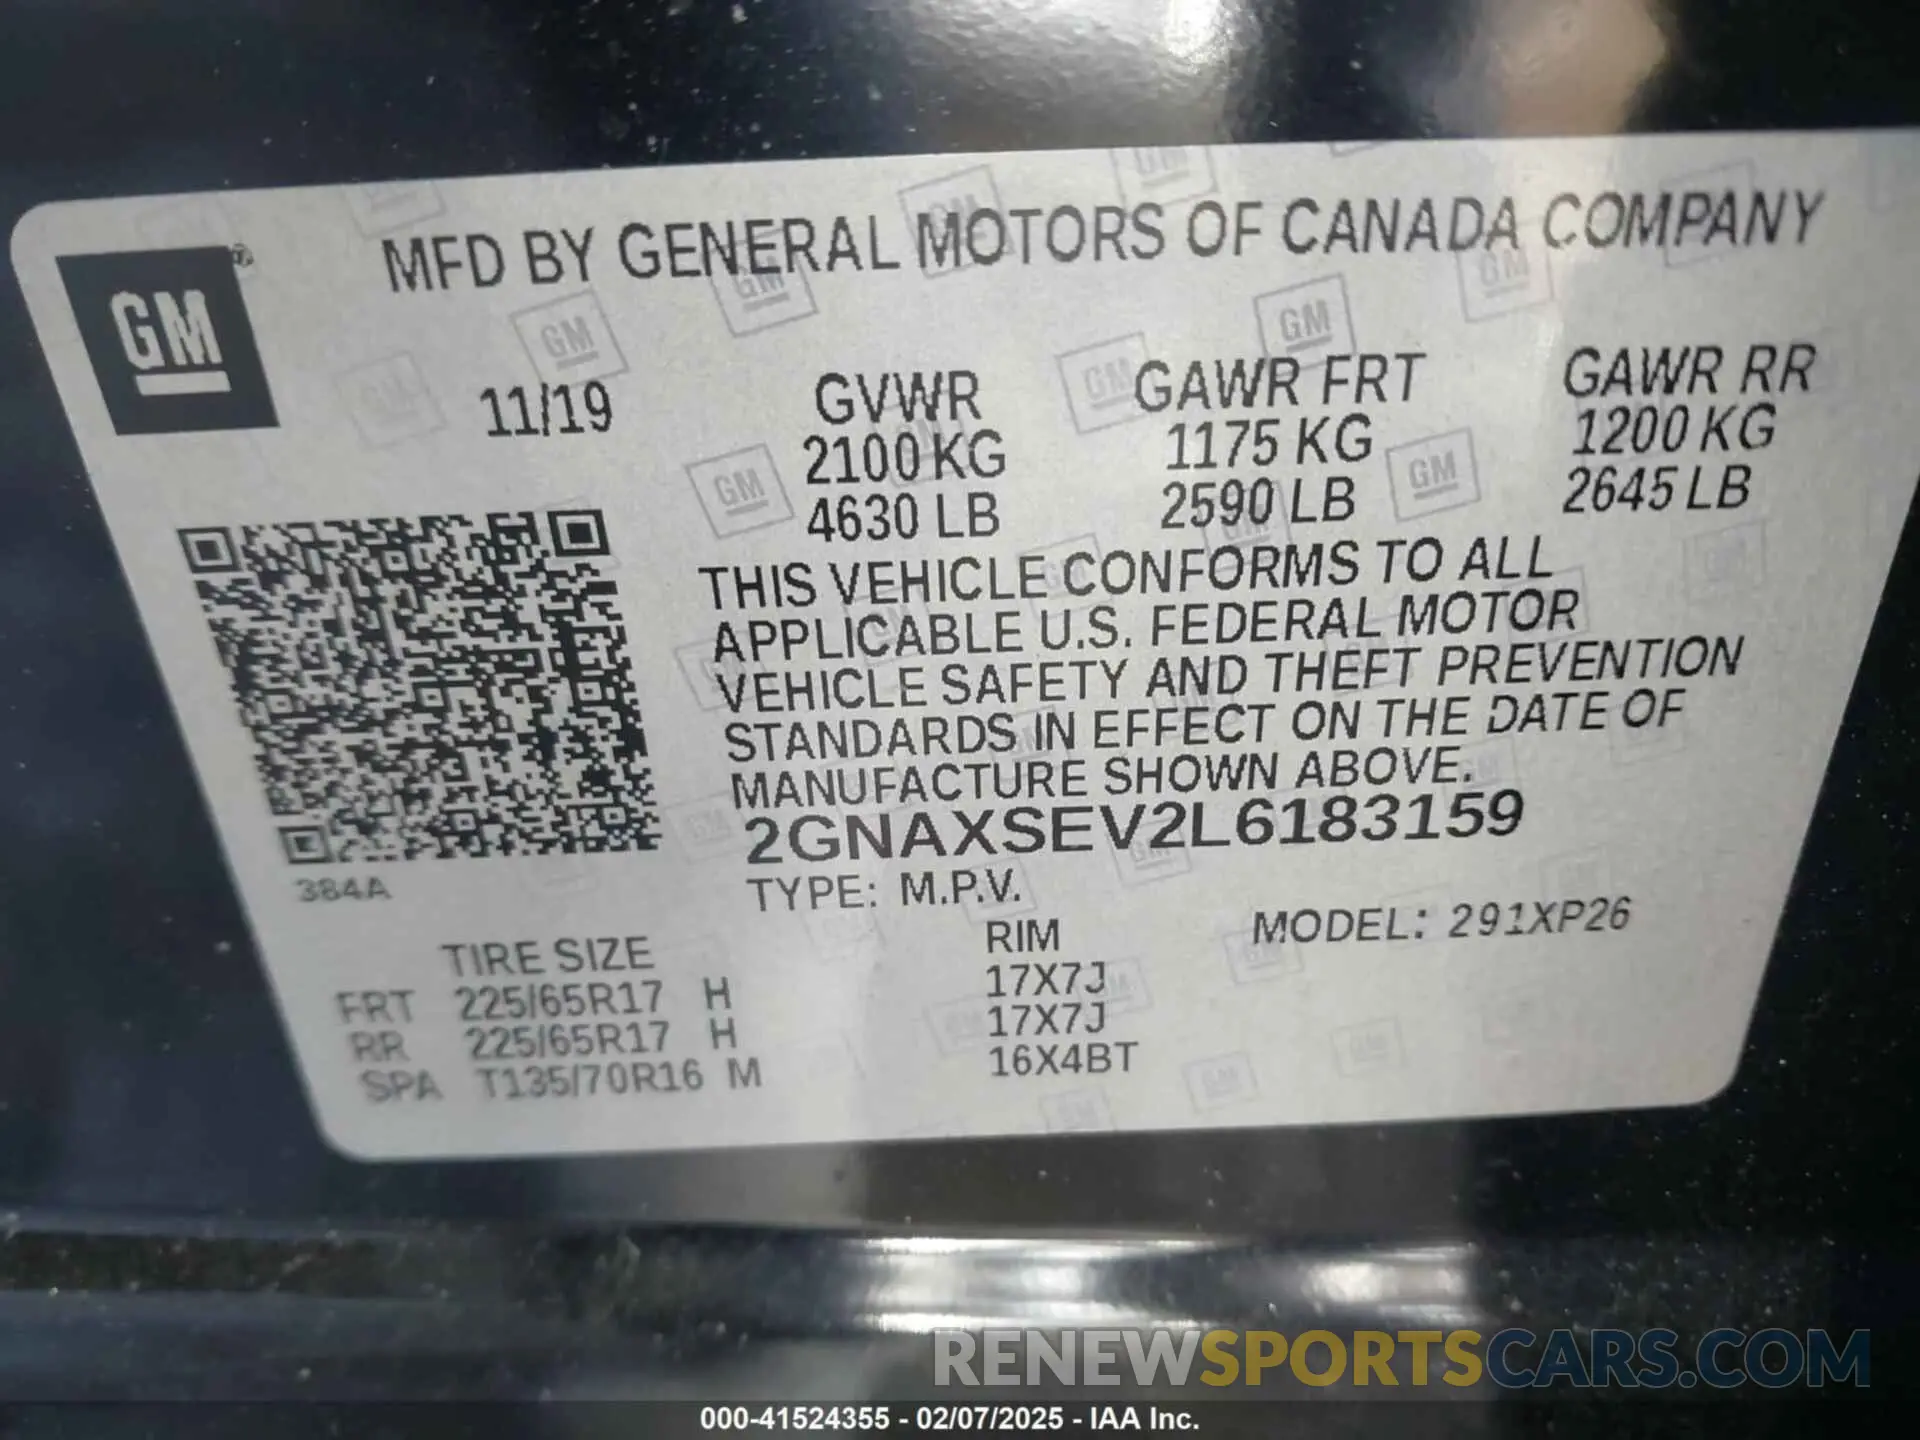 MFD BY GENERAL MOTORS OF CANADA COMPANY
GM
11/19
GVWR
2100 KG
4630 LB
GAWR FRT
1175 KG
2590 LB
GAWR RR
1200 KG
2645 LB
THIS VEHICLE CONFORMS TO ALL
APPLICABLE U.S. FEDERAL MOTOR
VEHICLE SAFETY AND THEFT PREVENTION
STANDARDS IN EFFECT ON THE DATE OF
MANUFACTURE SHOWN ABOVE.
2GNAXSEV2L6183159
384A
TYPE: M.P.V.
MODEL: 291XP26
TIRE SIZE RIM
FRT 225/65R17 H 17X7J
RR 225/65R17 H 17X7J
SPA T135/70R16 M 16X4BT
RENEWSPORTSCARS.COM
000-41524355 - 02/07/2025 - IAA Inc.